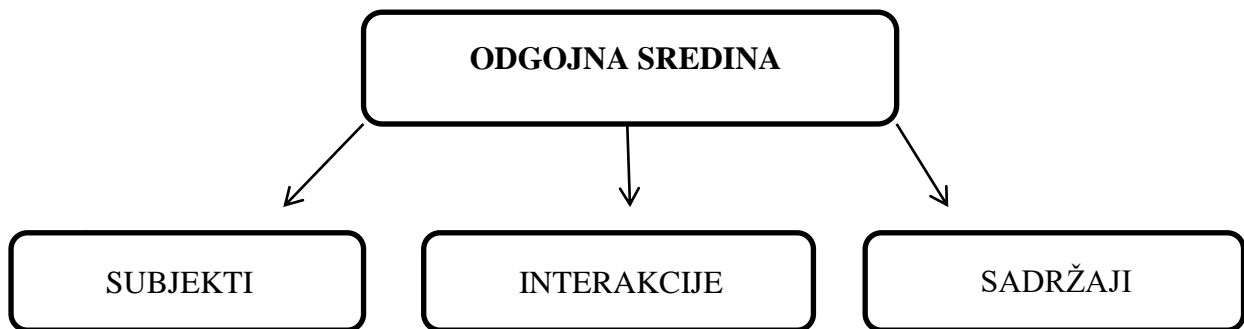 ODGOJNA SREDINA
SUBJEKTI
INTERAKCIJE
SADRŽAJI